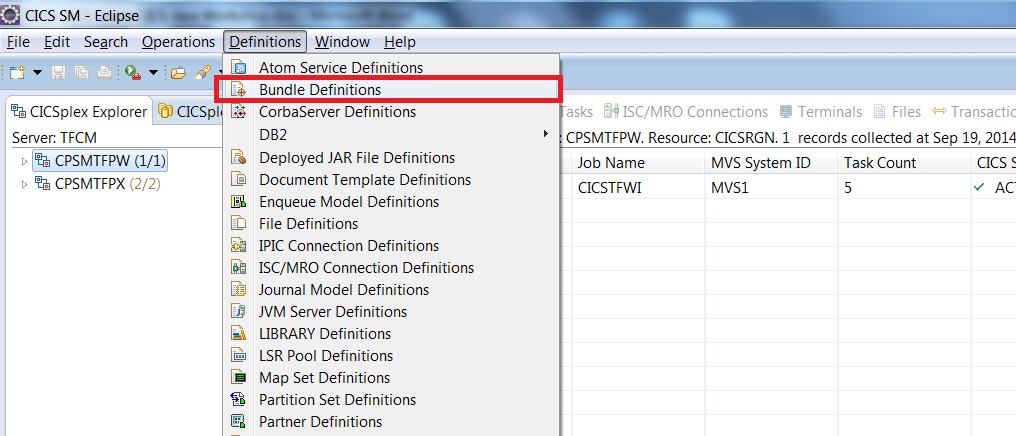 CICS SM - Eclipse
File Edit Search Operations Definitions Window Help
CICSplex Explorer CICSple
Server: TFCM
CPSMTFPW (1/1)
CPSMTFPX (2/2)
Atom Service Definitions
Bundle Definitions
CorbaServer Definitions
DB2
Deployed JAR File Definitions
Document Template Definitions
Enqueue Model Definitions
File Definitions
IPIC Connection Definitions
ISC/MRO Connection Definitions
Journal Model Definitions
JVM Server Definitions
LIBRARY Definitions
LSR Pool Definitions
Map Set Definitions
Partition Set Definitions
Partner Definitions
Tasks ISC/MRO Connections Terminals Files Transact
: CPSMTFPW. Resource: CICSRGN. 1 records collected at Sep 19, 2014
Job Name MVS System ID Task Count CICS S
CICSTFWI MVS1 5 ACT